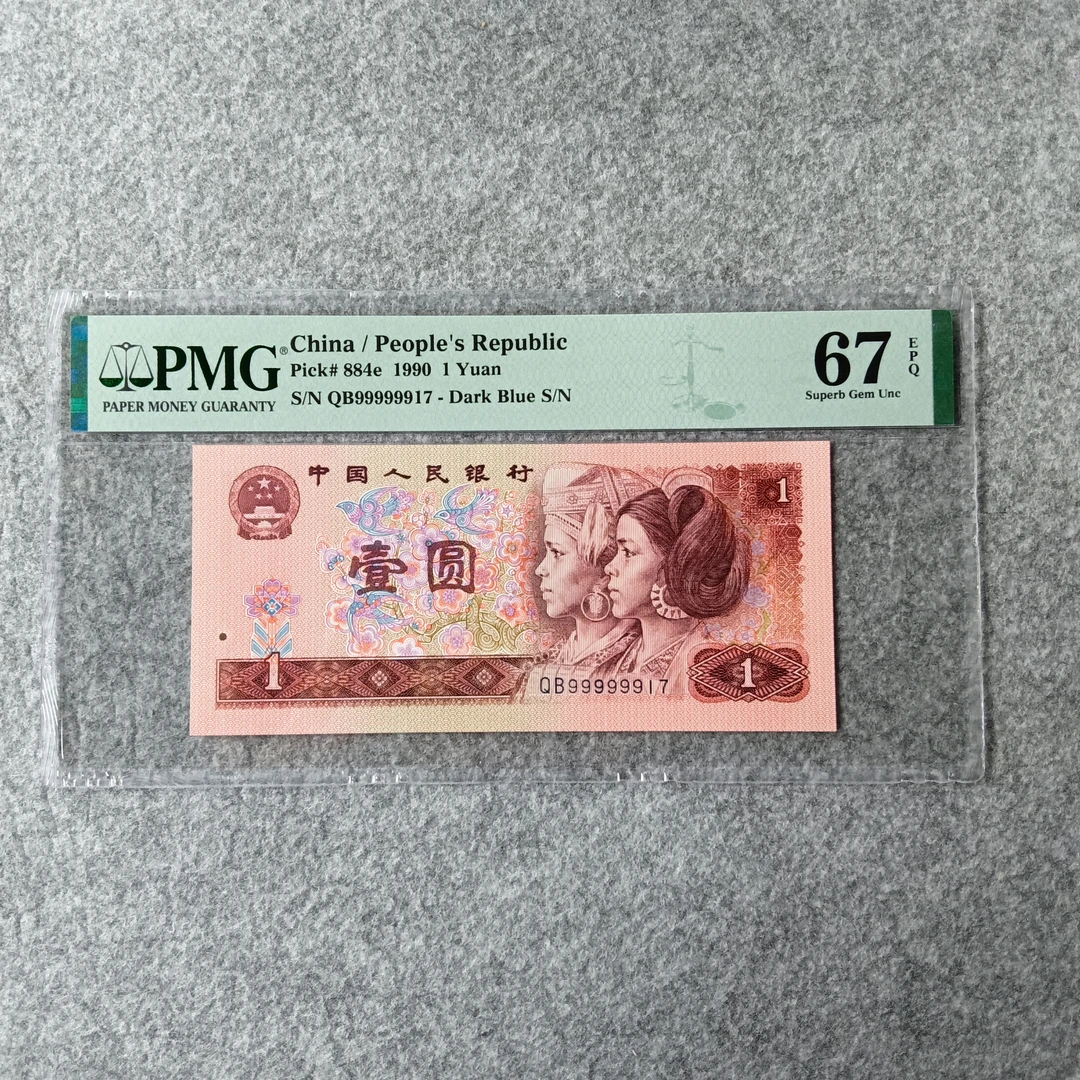 PMG®
PAPER MONEY GUARANTY
China / People's Republic
Pick# 884e 1990 1 Yuan
S/N QB99999917 - Dark Blue S/N
67
EPQ
Superb Gem Unc
中国人民银行
1
壹圆
1
QB99999917
1